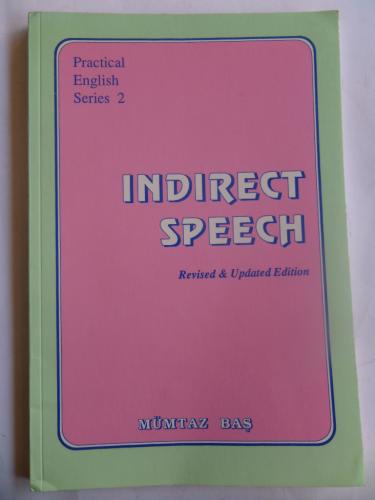 Practical
English
Series 2
INDIRECT
SPEECH
Revised & Updated Edition
MÜMTAZ BAŞ